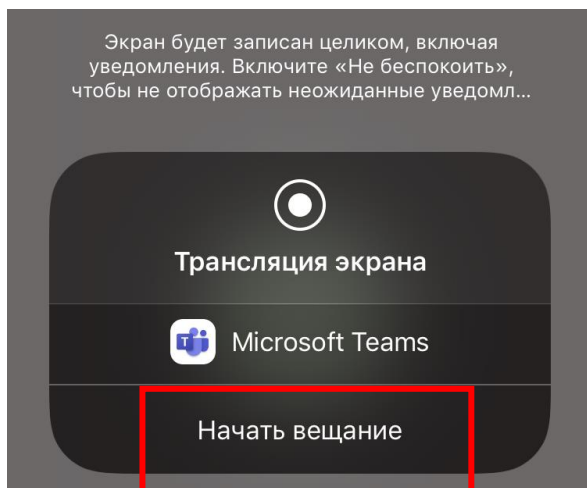 Экран будет записан целиком, включая
уведомления. Включите «Не беспокоить»,
чтобы не отображать неожиданные уведомл...
Трансляция экрана
Microsoft Teams
Начать вещание